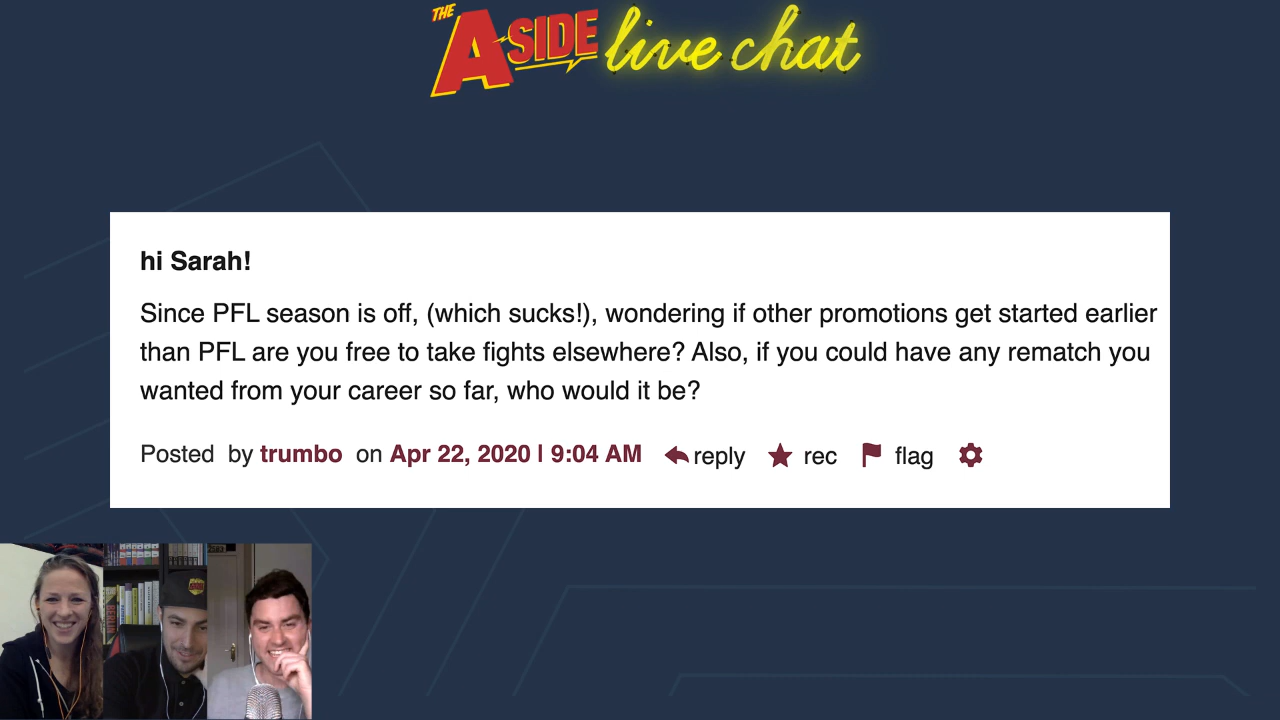 THE A SIDE live chat
hi Sarah!
Since PFL season is off, (which sucks!), wondering if other promotions get started earlier
than PFL are you free to take fights elsewhere? Also, if you could have any rematch you
wanted from your career so far, who would it be?
Posted by trumbo on Apr 22, 2020 | 9:04 AM reply rec flag